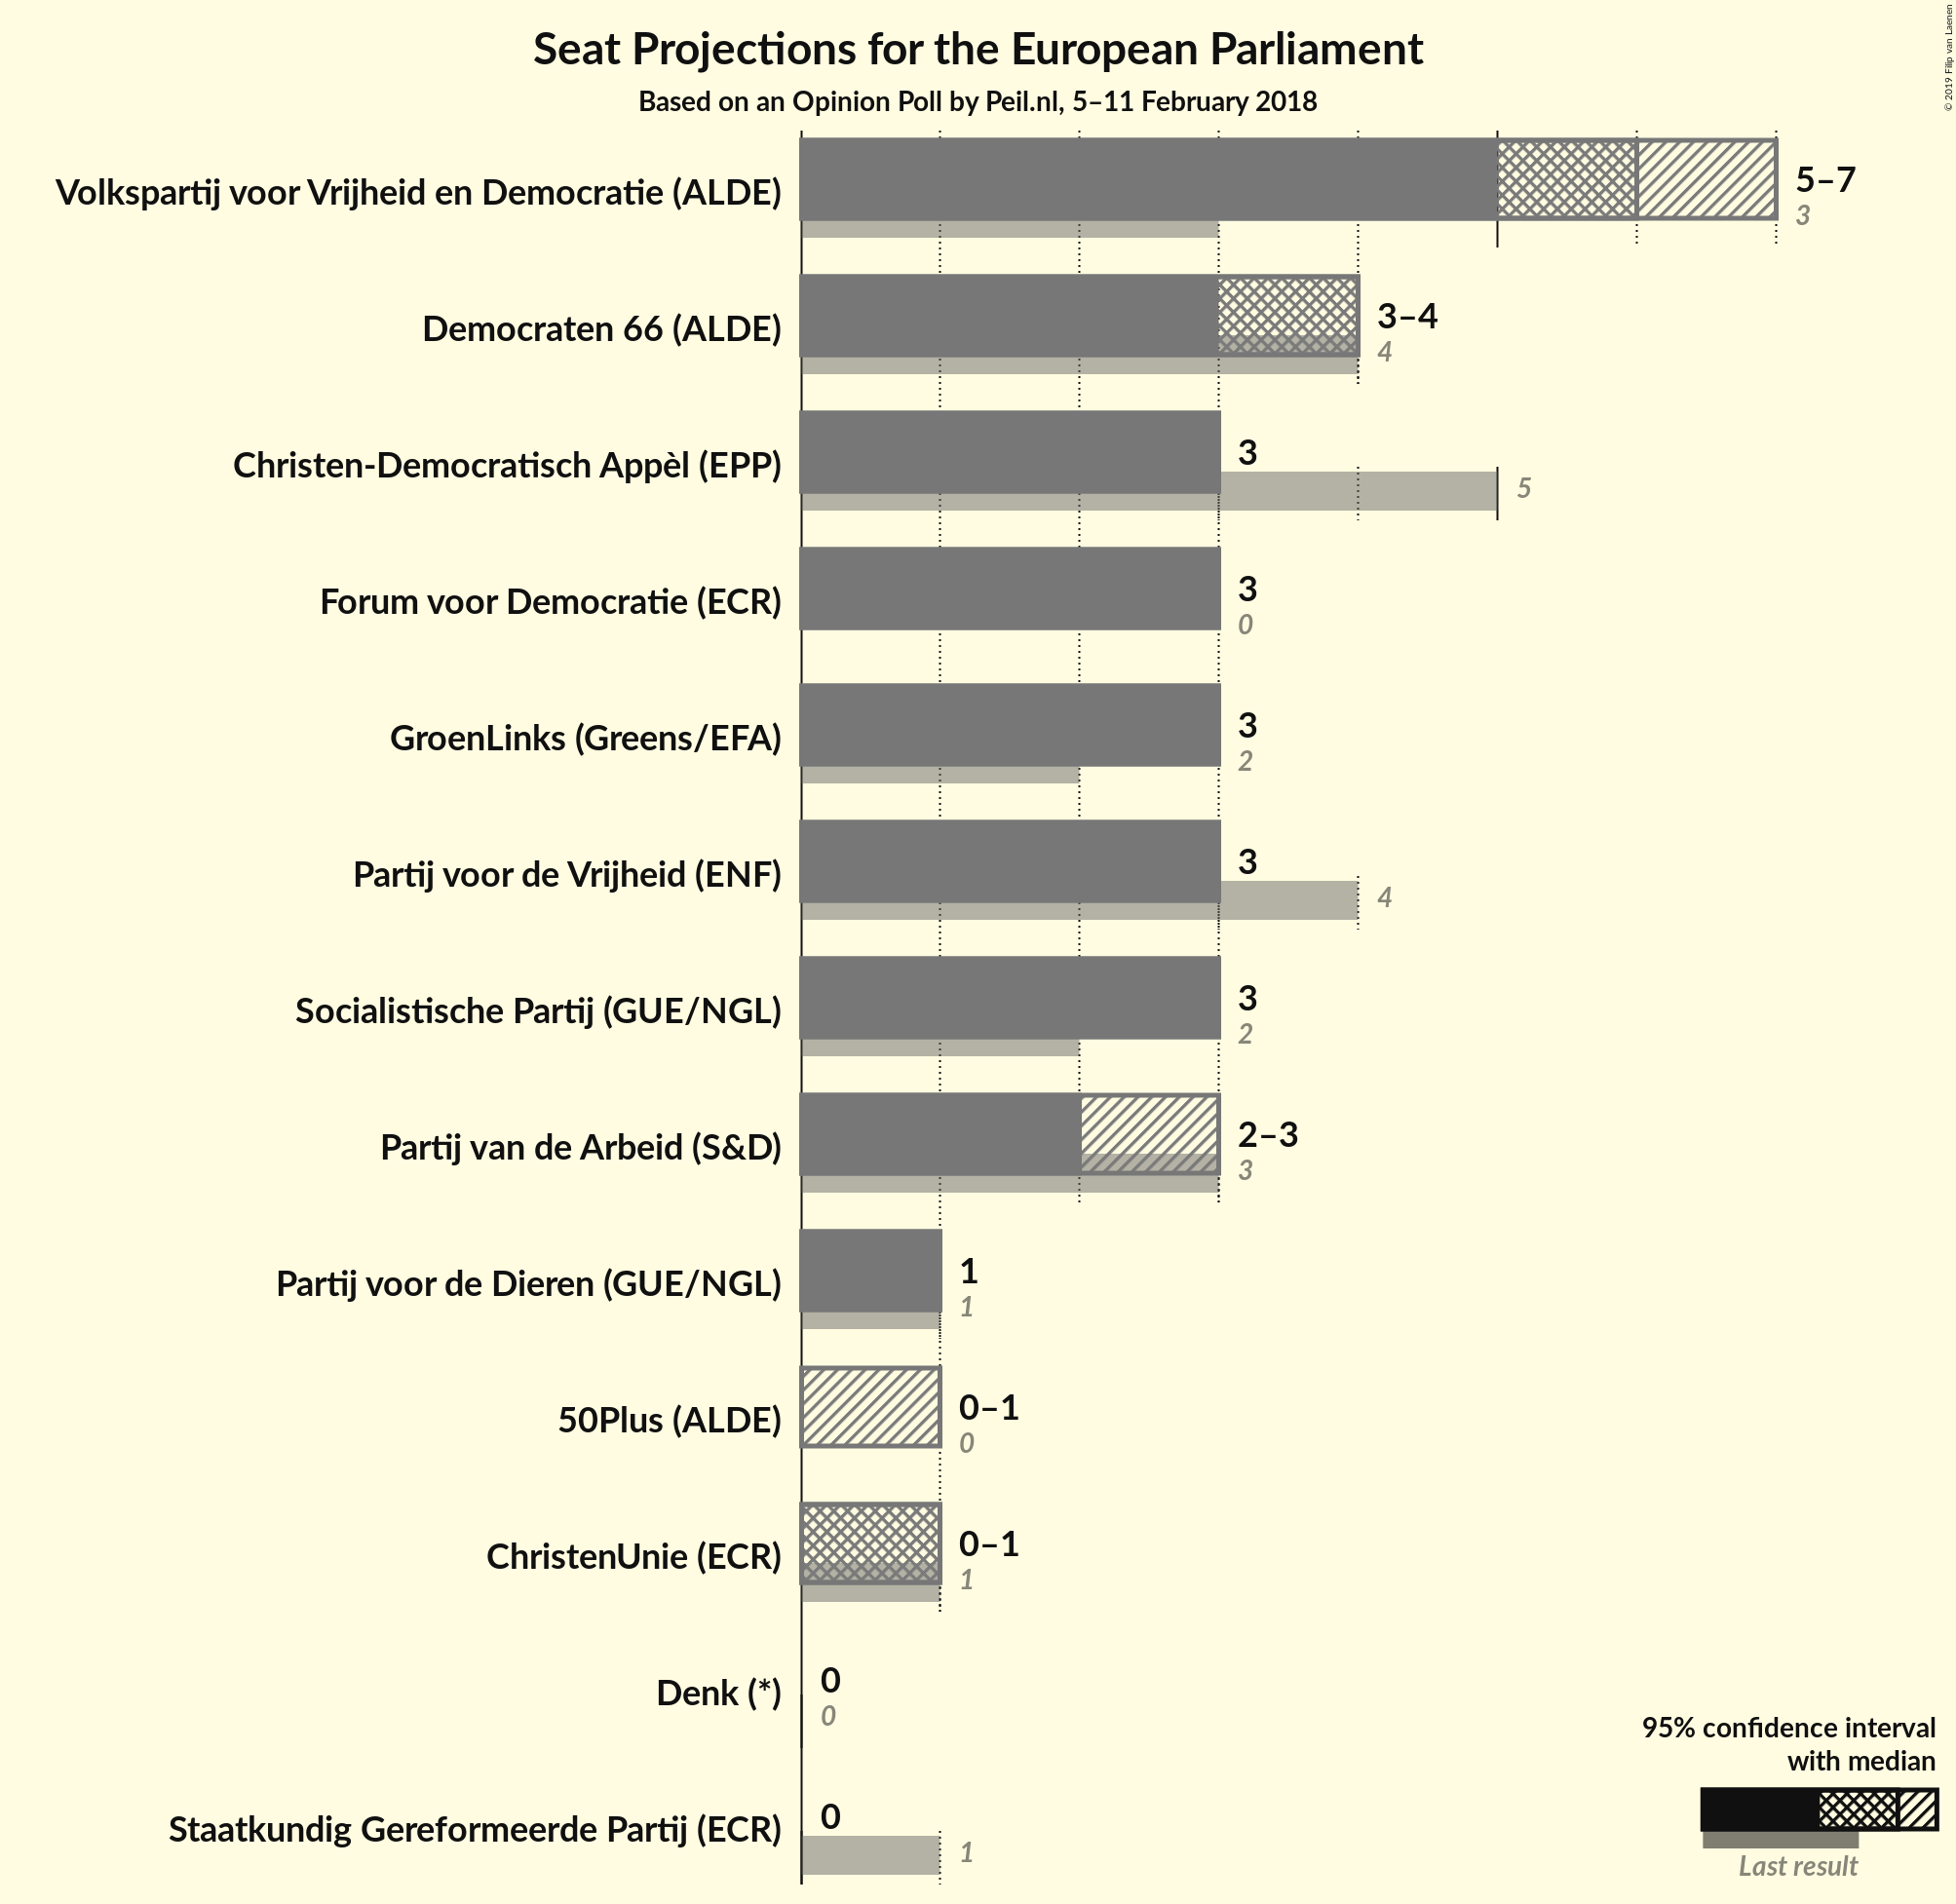 Seat Projections for the European Parliament
Based on an Opinion Poll by Peil.nl, 5–11 February 2018
© 2019 Filip van Laenen
Volkspartij voor Vrijheid en Democratie (ALDE)
5–7
3
Democraten 66 (ALDE)
3–4
4
Christen-Democratisch Appèl (EPP)
3
5
Forum voor Democratie (ECR)
3
0
GroenLinks (Greens/EFA)
3
2
Partij voor de Vrijheid (ENF)
3
4
Socialistische Partij (GUE/NGL)
3
2
Partij van de Arbeid (S&D)
2–3
3
Partij voor de Dieren (GUE/NGL)
1
1
50Plus (ALDE)
0–1
0
ChristenUnie (ECR)
0–1
1
Denk (*)
0
0
Staatkundig Gereformeerde Partij (ECR)
0
1
95% confidence interval
with median
Last result